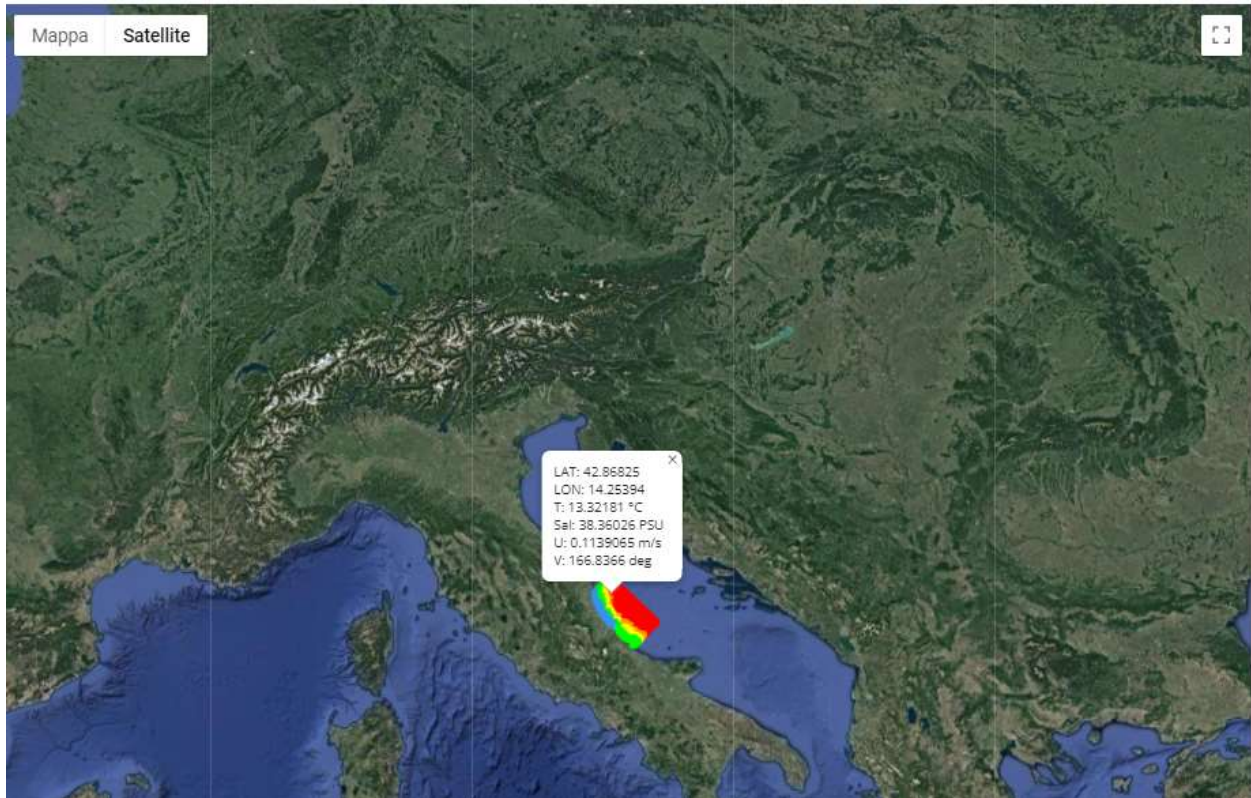 Mappa Satellite
×
LAT: 42.86825
LON: 14.25394
T: 13.32181 °C
Sal: 38.36026 PSU
U: 0.1139065 m/s
V: 166.8366 deg